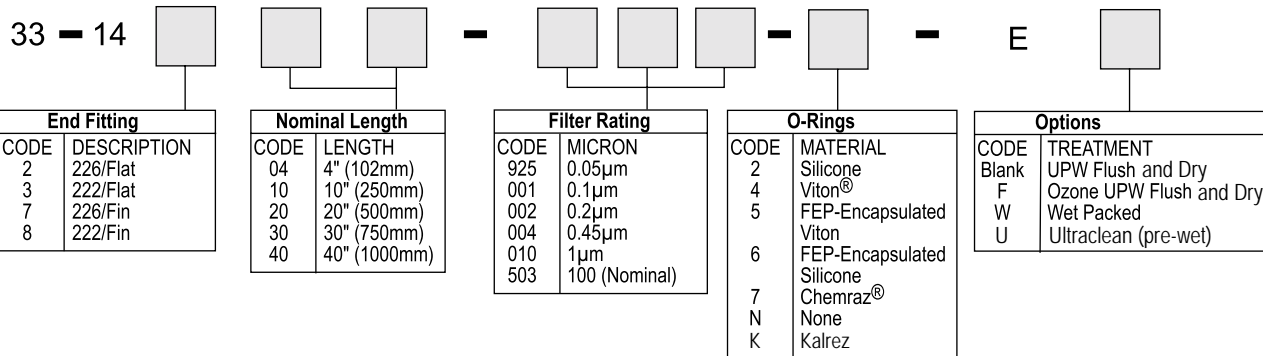 33 - 14 - - - E
End Fitting
CODE DESCRIPTION
2 226/Flat
3 222/Flat
7 226/Fin
8 222/Fin
Nominal Length
CODE LENGTH
04 4" (102mm)
10 10" (250mm)
20 20" (500mm)
30 30" (750mm)
40 40" (1000mm)
Filter Rating
CODE MICRON
925 0.05µm
001 0.1µm
002 0.2µm
004 0.45µm
010 1µm
503 100 (Nominal)
O-Rings
CODE MATERIAL
2 Silicone
4 Viton®
5 FEP-Encapsulated
Viton
6 FEP-Encapsulated
Silicone
7 Chemraz®
N None
K Kalrez
Options
CODE TREATMENT
Blank UPW Flush and Dry
F Ozone UPW Flush and Dry
W Wet Packed
U Ultraclean (pre-wet)